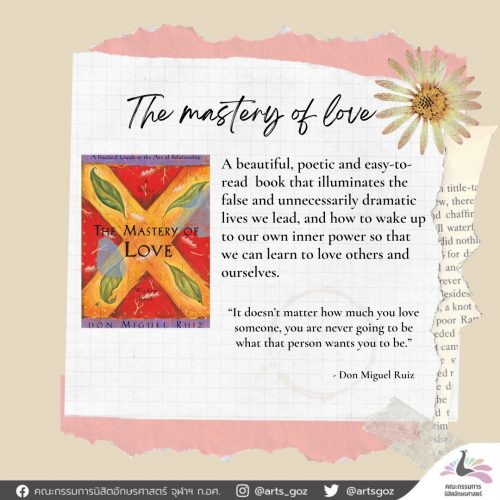 The mastery of love
A Practical Guide to the Art of Relationship
THE MASTERY OF
LOVE
DON MIGUEL RUIZ
A beautiful, poetic and easy-to-
read book that illuminates the
false and unnecessarily dramatic
lives we lead, and how to wake up
to our own inner power so that
we can learn to love others and
ourselves.
“It doesn’t matter how much you love
someone, you are never going to be
what that person wants you to be.”
- Don Miguel Ruiz
คณะกรรมการนิสิตอักษรศาสตร์ จุฬาฯ ก.อศ.
@arts_goz
@artsgoz
คณะกรรมการ
นิสิตอักษรศาสตร์